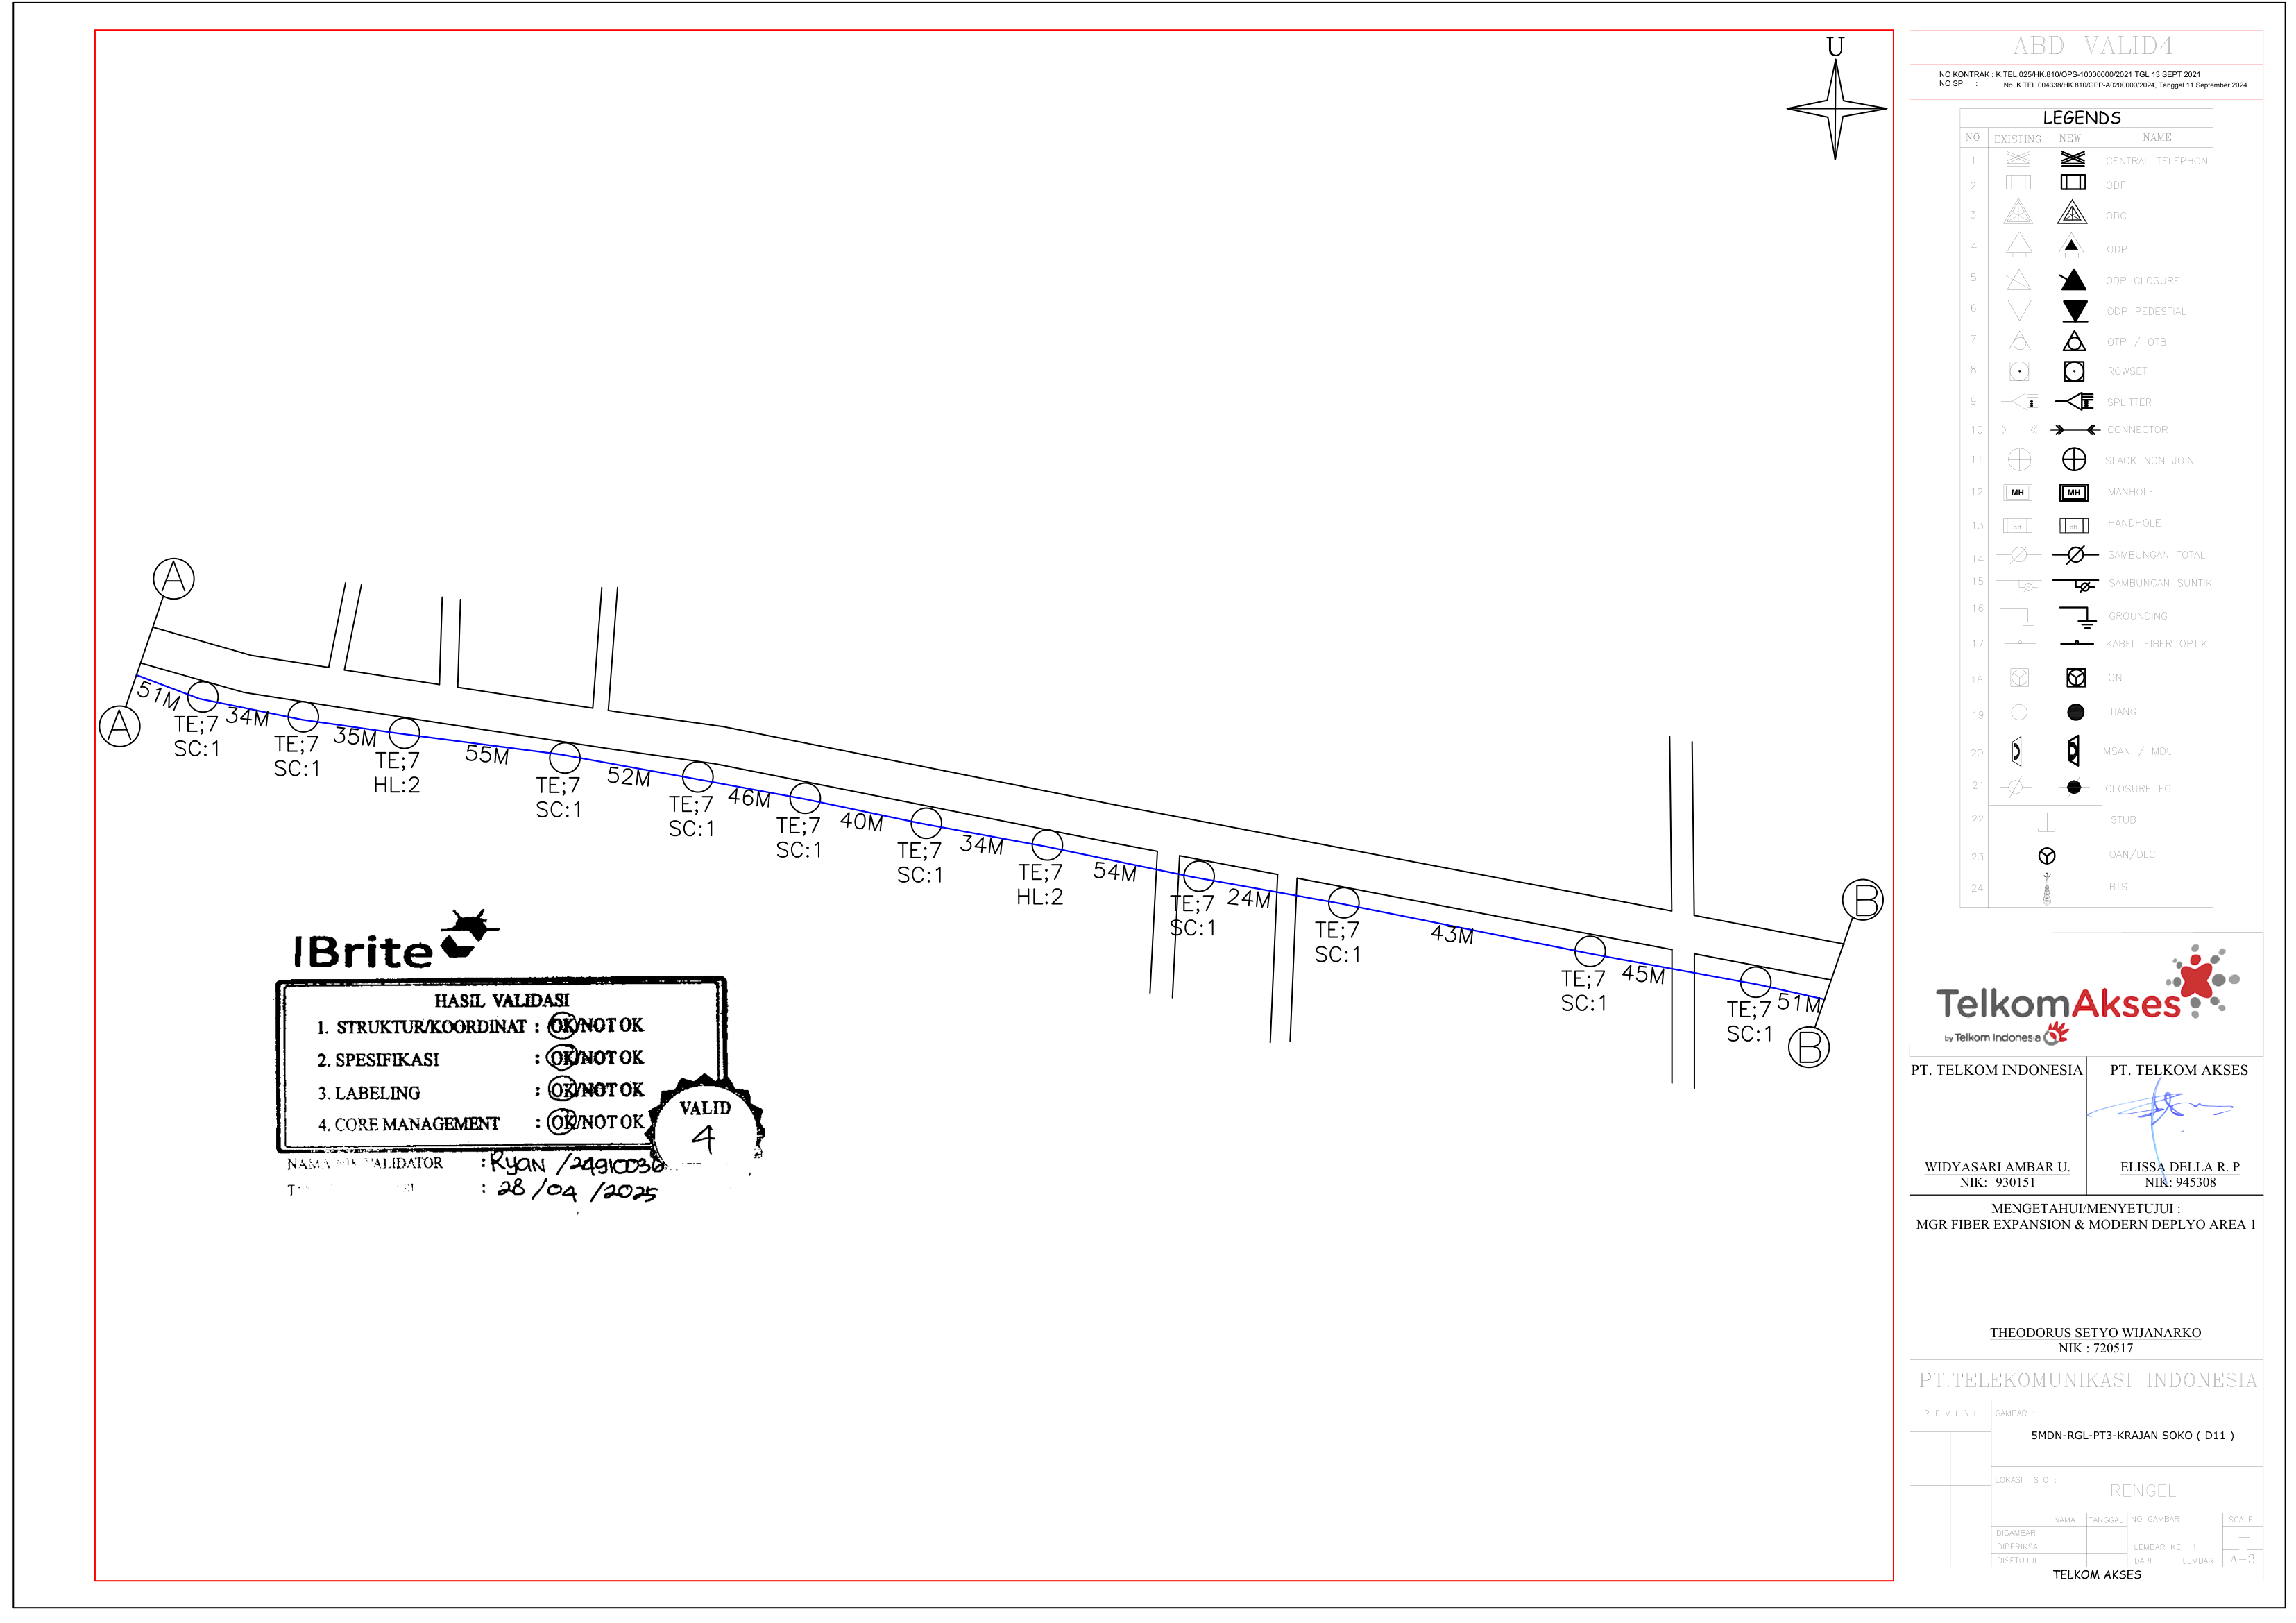 U
A
A
51M
TE;7
SC:1
34M
TE;7
SC:1
35M
TE;7
HL:2
55M
TE;7
SC:1
52M
TE;7
SC:1
46M
TE;7
SC:1
40M
TE;7
SC:1
34M
TE;7
HL:2
54M
TE;7
SC:1
24M
TE;7
SC:1
43M
TE;7
SC:1
45M
TE;7
SC:1
51M
B
B
IBrite
HASIL VALIDASI
1. STRUKTUR/KOORDINAT : OK/NOT OK
2. SPESIFIKASI : OK/NOT OK
3. LABELING : OK/NOT OK
4. CORE MANAGEMENT : OK/NOT OK
VALID
4
NAMA VALIDATOR : Ryan /24910036
: 28/04/2025
ABD VALID4
NO KONTRAK : K.TEL.025/HK.810/OPS-10000000/2021 TGL 13 SEPT 2021
NO SP : No. K.TEL.004338/HK.810/GPP-A0200000/2024, Tanggal 11 September 2024
LEGENDS
NO EXISTING NEW NAME
1 CENTRAL TELEPHON
2 ODF
3 ODC
4 ODP
5 ODP CLOSURE
6 ODP PEDESTIAL
7 OTP / OTB
8 ROWSET
9 SPLITTER
10 CONNECTOR
11 SLACK NON JOINT
12 MH MH MANHOLE
13 HANDHOLE
14 SAMBUNGAN TOTAL
15 SAMBUNGAN SUNTIK
16 GROUNDING
17 KABEL FIBER OPTIK
18 ONT
19 TIANG
20 MSAN / MDU
21 CLOSURE FO
22 STUB
23 OAN/DLC
24 BTS
TelkomAkses
by Telkom Indonesia
PT. TELKOM INDONESIA PT. TELKOM AKSES
WIDYASARI AMBAR U. ELISSA DELLA R. P
NIK: 930151 NIK: 945308
MENGETAHUI/MENYETUJUI :
MGR FIBER EXPANSION & MODERN DEPLYO AREA 1
THEODORUS SETYO WIJANARKO
NIK : 720517
PT.TELEKOMUNIKASI INDONESIA
REVISI GAMBAR :
5MDN-RGL-PT3-KRAJAN SOKO ( D11 )
LOKASI STO :
RENGEL
NAMA TANGGAL NO GAMBAR SCALE
DIGAMBAR
DIPERIKSA LEMBAR KE 1
DISETUJUI DARI LEMBAR A-3
TELKOM AKSES